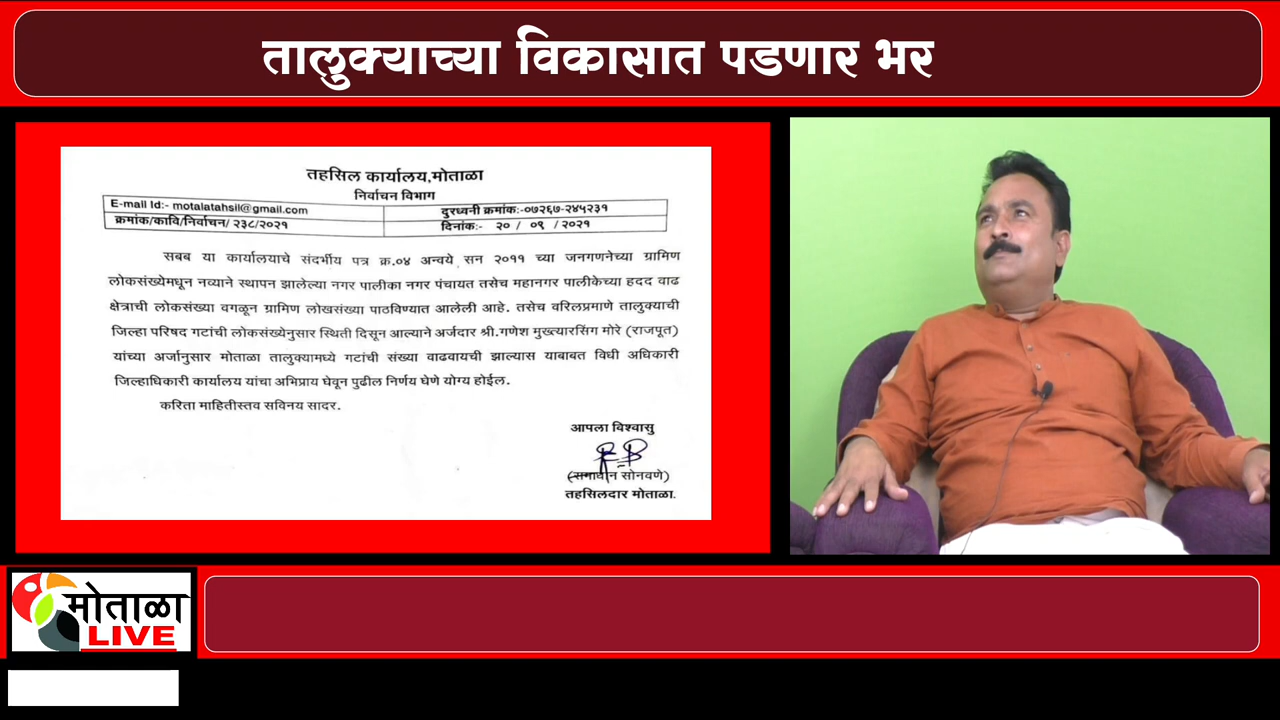 तालुक्याच्या विकासात पडणार भर
तहसिल कार्यालय,मोताळा
निर्वाचन विभाग
E-mail Id:- motalatahsil@gmail.com
दुरध्वनी क्रमांक:-०७२६७-२४५२३१
क्रमांक/कावि/निर्वाचन/ २३८/२०२१
दिनांक:- २० / ०९ / २०२१
सबब या कार्यालयाचे संदर्भीय पत्र क्र.०४ अन्वये सन २०११ च्या जनगणनेच्या ग्रामिण
लोकसंख्येमधून नव्याने स्थापन झालेल्या नगर पालीका नगर पंचायत तसेच महानगर पालीकेच्या हदद वाढ
क्षेत्राची लोकसंख्या वगळून ग्रामिण लोखसंख्या पाठविण्यात आलेली आहे. तसेच वरिलप्रमाणे तालुक्याची
जिल्हा परिषद गटांची लोकसंख्येनुसार स्थिती दिसून आल्याने अर्जदार श्री.गणेश मुख्त्यारसिंग मोरे (राजपूत)
यांच्या अर्जानुसार मोताळा तालुक्यामध्ये गटांची संख्या वाढवायची झाल्यास याबाबत विधी अधिकारी
जिल्हाधिकारी कार्यालय यांचा अभिप्राय घेवून पुढील निर्णय घेणे योग्य होईल.
करिता माहितीस्तव सविनय सादर.
आपला विश्वासु
(समाधान सोनवणे)
तहसिलदार मोताळा.
मोताळा
LIVE